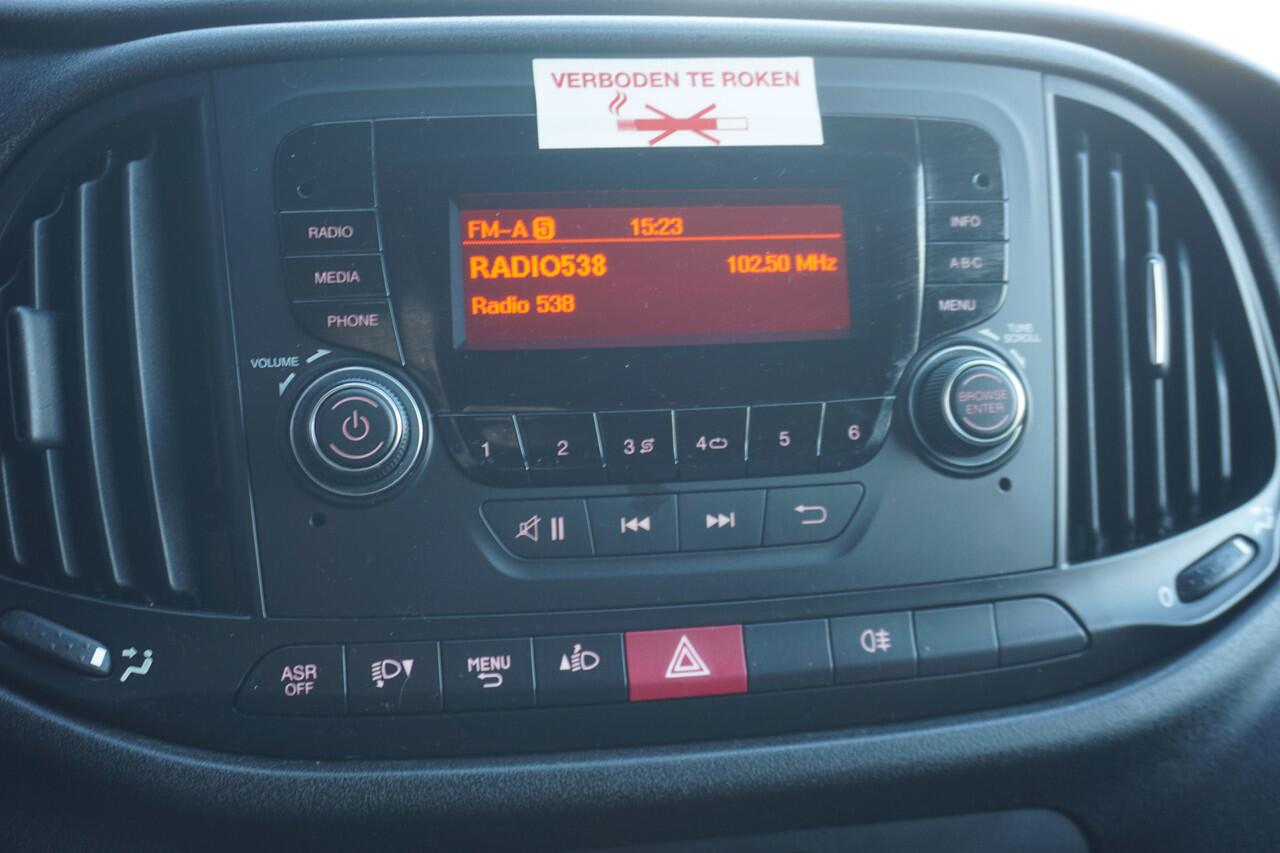 VERBODEN TE ROKEN
FM-A 5 15:23
RADIO538 102.50 MHz
Radio 538
RADIO
MEDIA
PHONE
INFO
A-B-C
MENU
VOLUME
TUNE
SCROLL
BROWSE
ENTER
1 2 3 4 5 6
ASR
OFF
MENU
0